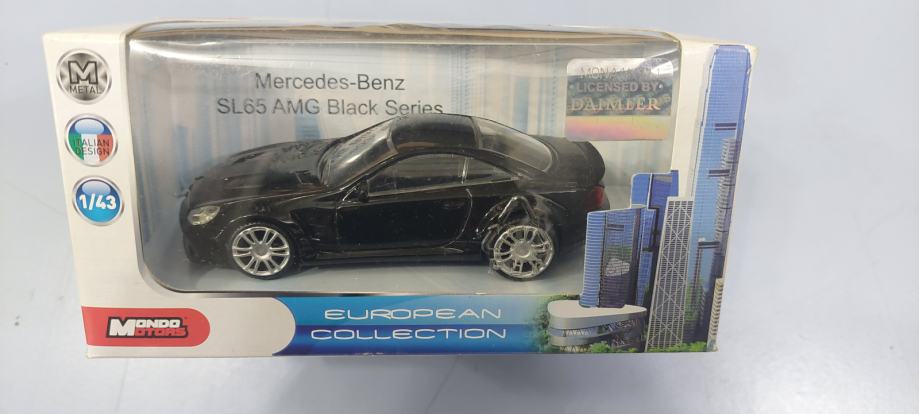 M
METAL
ITALIAN
DESIGN
1/43
Mercedes-Benz
SL65 AMG Black Series
LICENSED BY
DAIMLER
MONDO
MOTORS
EUROPEAN
COLLECTION